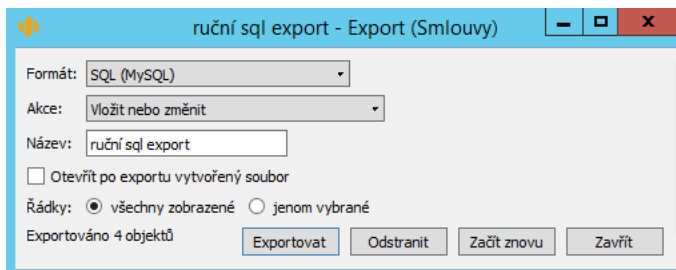 ruční sql export - Export (Smlouvy)
Formát: SQL (MySQL)
Akce: Vložit nebo změnit
Název: ruční sql export
Otevřít po exportu vytvořený soubor
Řádky: všechny zobrazené jenom vybrané
Exportováno 4 objektů Exportovat Odstranit Začít znovu Zavřít